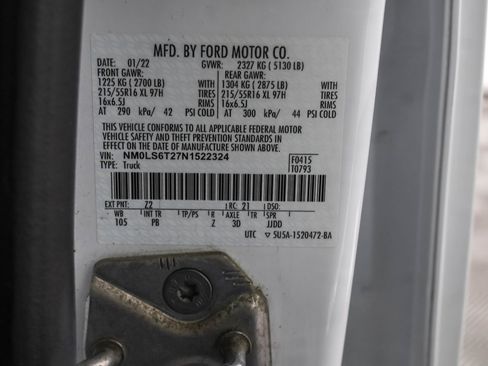 MFD. BY FORD MOTOR CO.
DATE: 01/22 GVWR: 2327 KG ( 5130 LB)
FRONT GAWR: REAR GAWR:
1225 KG ( 2700 LB) WITH 1304 KG ( 2875 LB) WITH
215/55R16 XL 97H TIRES 215/55R16 XL 97H TIRES
16x6.5J RIMS 16x6.5J RIMS
AT 290 kPa/ 42 PSI COLD AT 300 kPa/ 44 PSI COLD
THIS VEHICLE CONFORMS TO ALL APPLICABLE FEDERAL MOTOR
VEHICLE SAFETY AND THEFT PREVENTION STANDARDS IN
EFFECT ON THE DATE OF MANUFACTURE SHOWN ABOVE.
VIN: NM0LS6T27N1522324 F0415
TYPE: Truck T0793
EXT PNT: Z2 RC: 21 DSO:
WB INT TR TP/PS R AXLE TR SPR
105 PB Z 3D JJDD
UTC ▽ 5U5A-1520472-BA